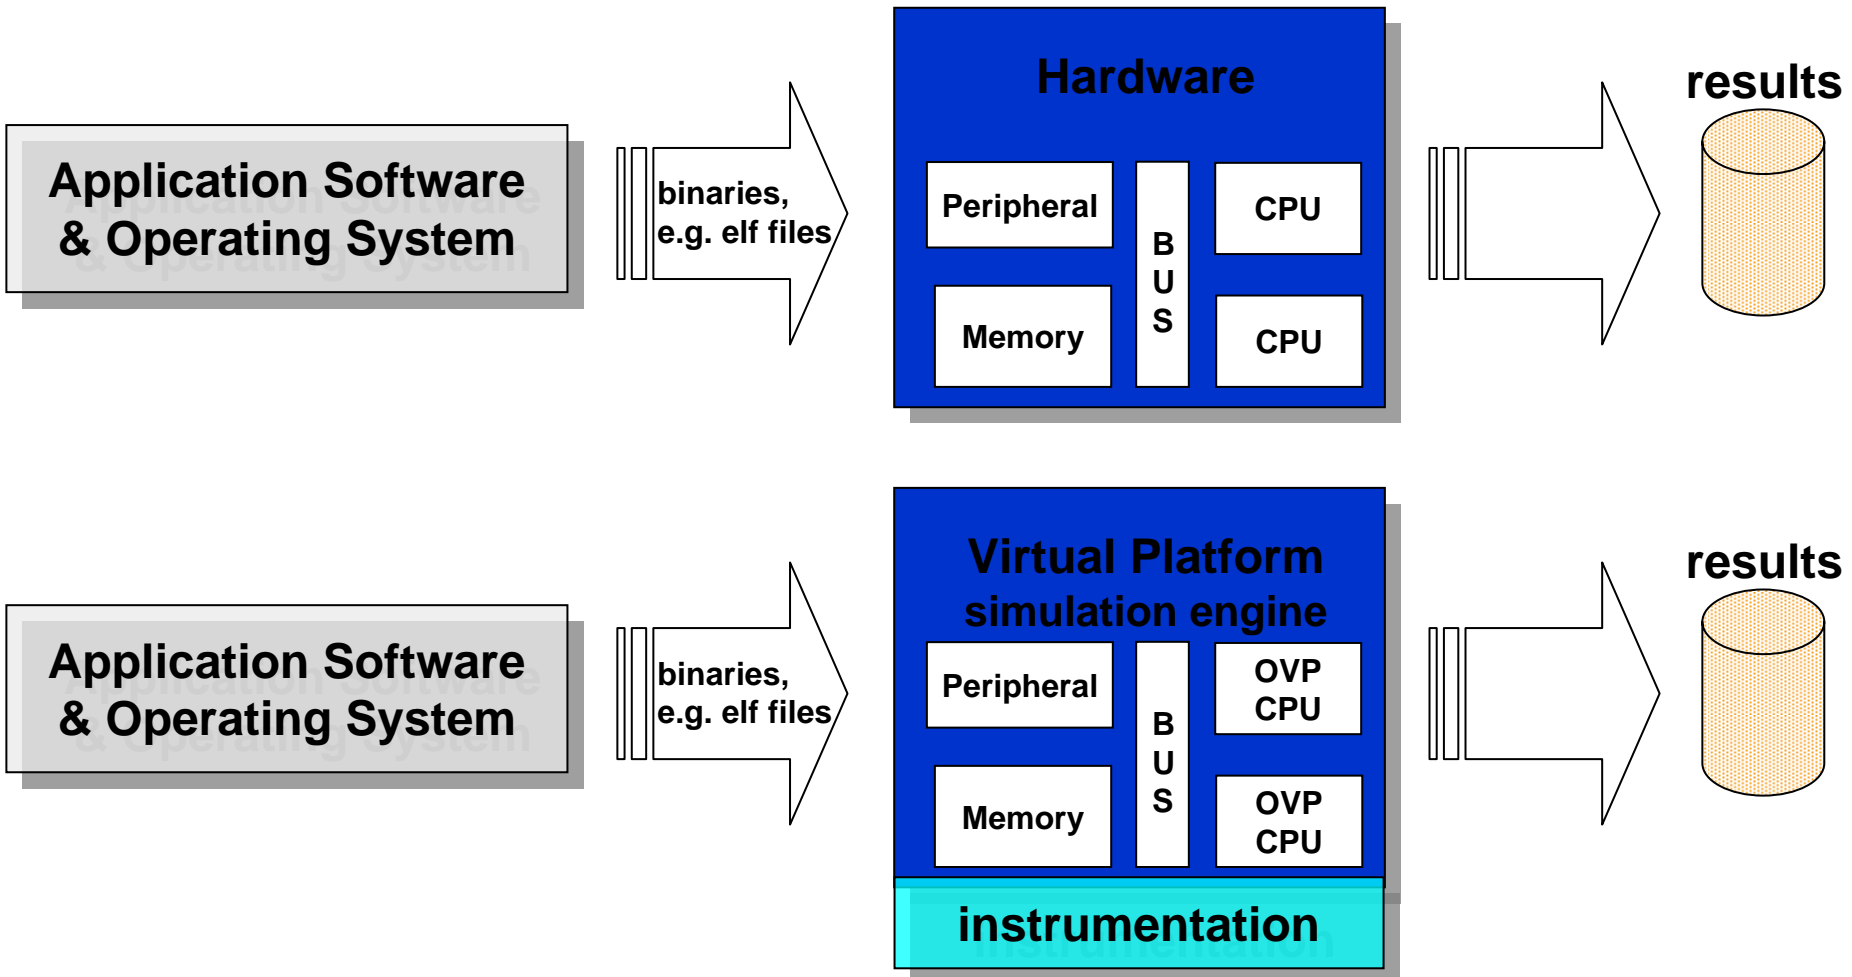 Application Software
& Operating System
binaries,
e.g. elf files
Hardware
Peripheral
Memory
B
U
S
CPU
CPU
results
Application Software
& Operating System
binaries,
e.g. elf files
Virtual Platform
simulation engine
Peripheral
Memory
B
U
S
OVP
CPU
OVP
CPU
instrumentation
results